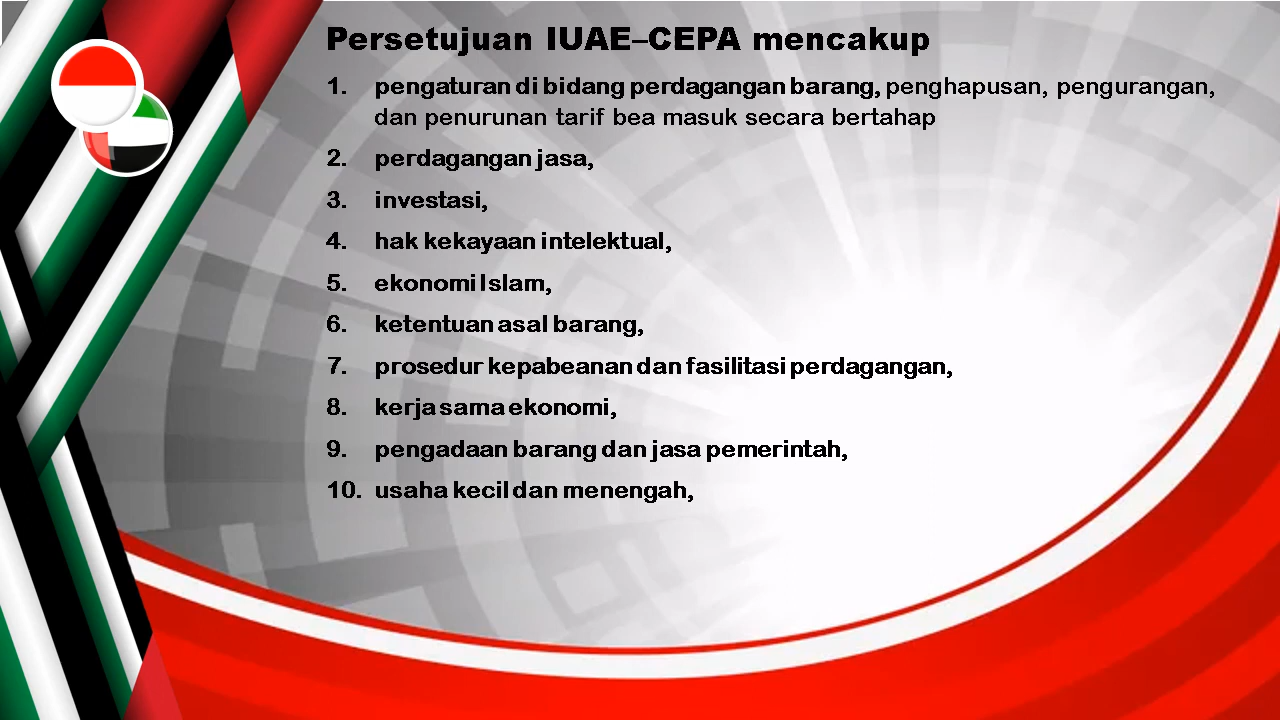 Persetujuan IUAE–CEPA mencakup
1. pengaturan di bidang perdagangan barang, penghapusan, pengurangan,
dan penurunan tarif bea masuk secara bertahap
2. perdagangan jasa,
3. investasi,
4. hak kekayaan intelektual,
5. ekonomi Islam,
6. ketentuan asal barang,
7. prosedur kepabeanan dan fasilitasi perdagangan,
8. kerja sama ekonomi,
9. pengadaan barang dan jasa pemerintah,
10. usaha kecil dan menengah,